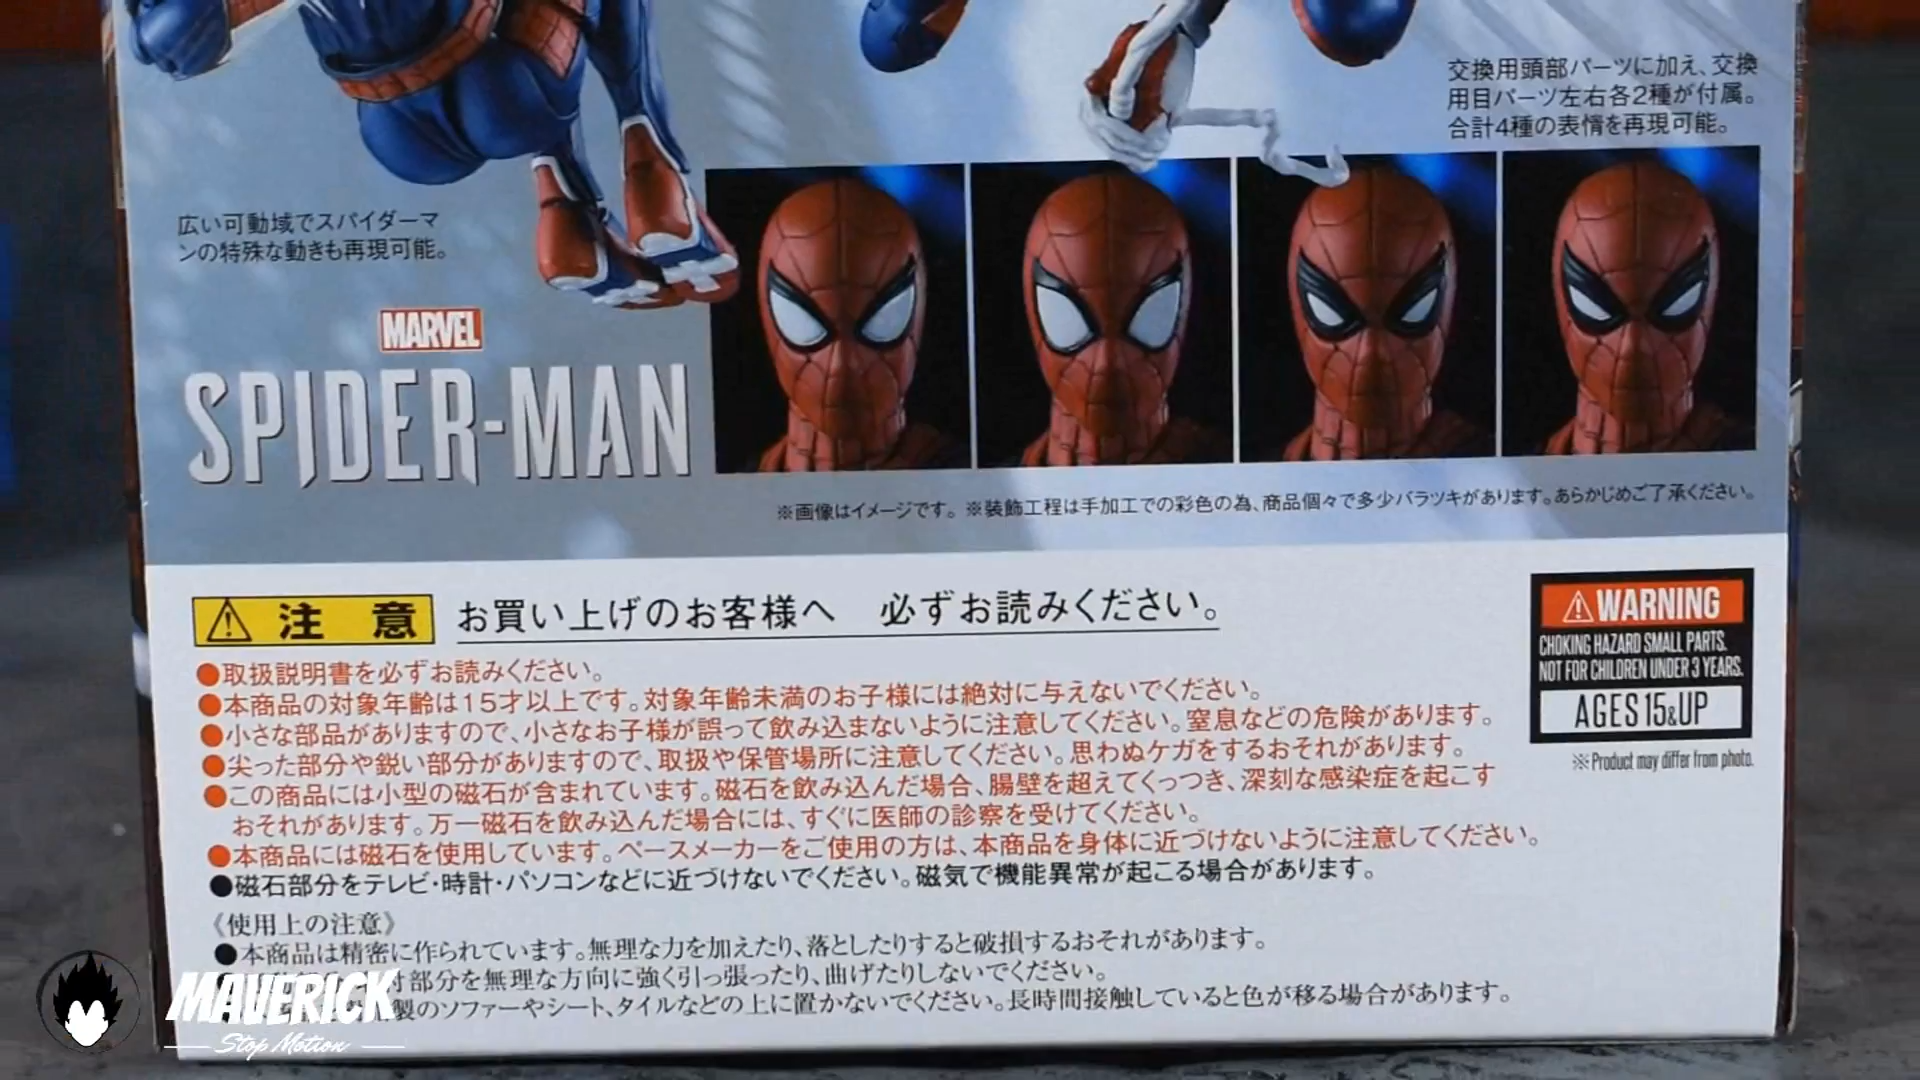 交換用頭部パーツに加え、交換
用目パーツ左右各2種が付属。
合計4種の表情を再現可能。
広い可動域でスパイダーマ
ンの特殊な動きも再現可能。
MARVEL
SPIDER-MAN
※画像はイメージです。※装飾工程は手加工での彩色の為、商品個々で多少バラツキがあります。あらかじめご了承ください。
⚠注 意 お買い上げのお客様へ 必ずお読みください。
●取扱説明書を必ずお読みください。
●本商品の対象年齢は15才以上です。対象年齢未満のお子様には絶対に与えないでください。
●小さな部品がありますので、小さなお子様が誤って飲み込まないように注意してください。窒息などの危険があります。
●尖った部分や鋭い部分がありますので、取扱や保管場所に注意してください。思わぬケガをするおそれがあります。
●この商品には小型の磁石が含まれています。磁石を飲み込んだ場合、腸壁を超えてくっつき、深刻な感染症を起こす
おそれがあります。万一磁石を飲み込んだ場合には、すぐに医師の診察を受けてください。
●本商品には磁石を使用しています。ペースメーカーをご使用の方は、本商品を身体に近づけないように注意してください。
●磁石部分をテレビ・時計・パソコンなどに近づけないでください。磁気で機能異常が起こる場合があります。
《使用上の注意》
●本商品は精密に作られています。無理な力を加えたり、落としたりすると破損するおそれがあります。
部分を無理な方向に強く引っ張ったり、曲げたりしないでください。
製のソファーやシート、タイルなどの上に置かないでください。長時間接触していると色が移る場合があります。
⚠WARNING
CHOKING HAZARD SMALL PARTS.
NOT FOR CHILDREN UNDER 3 YEARS.
AGES 15&UP
※Product may differ from photo.
MAVERICK
Stop Motion